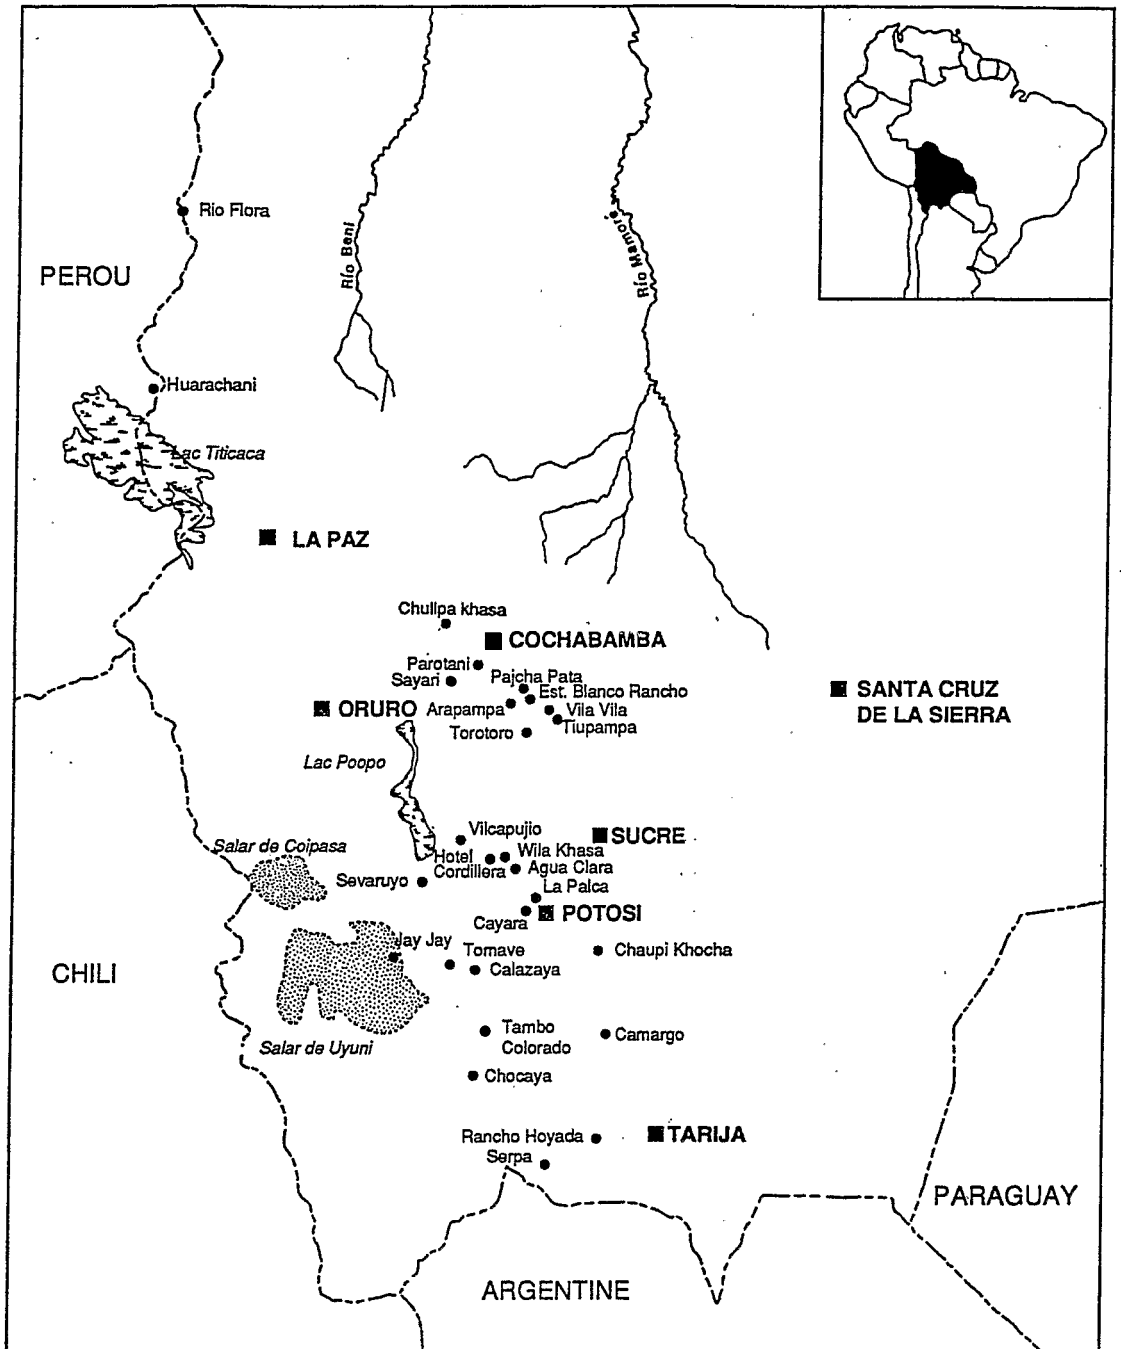 Rio Flora
Río Beni
Río Mamoré
PEROU
Huarachani
Lac Titicaca
LA PAZ
Chullpa khasa
COCHABAMBA
Parotani
Sayari
Pajcha Pata
Est. Blanco Rancho
SANTA CRUZ
DE LA SIERRA
ORURO
Arapampa
Vila Vila
Tiupampa
Torotoro
Lac Poopo
Vilcapujio
SUCRE
Salar de Coipasa
Hotel
Cordillera
Wila Khasa
Agua Clara
Sevaruyo
La Palca
Cayara
POTOSI
Jay Jay
Tomave
Calazaya
Chaupi Khocha
CHILI
Tambo
Colorado
Camargo
Salar de Uyuni
Chocaya
Rancho Hoyada
TARIJA
Serpa
PARAGUAY
ARGENTINE